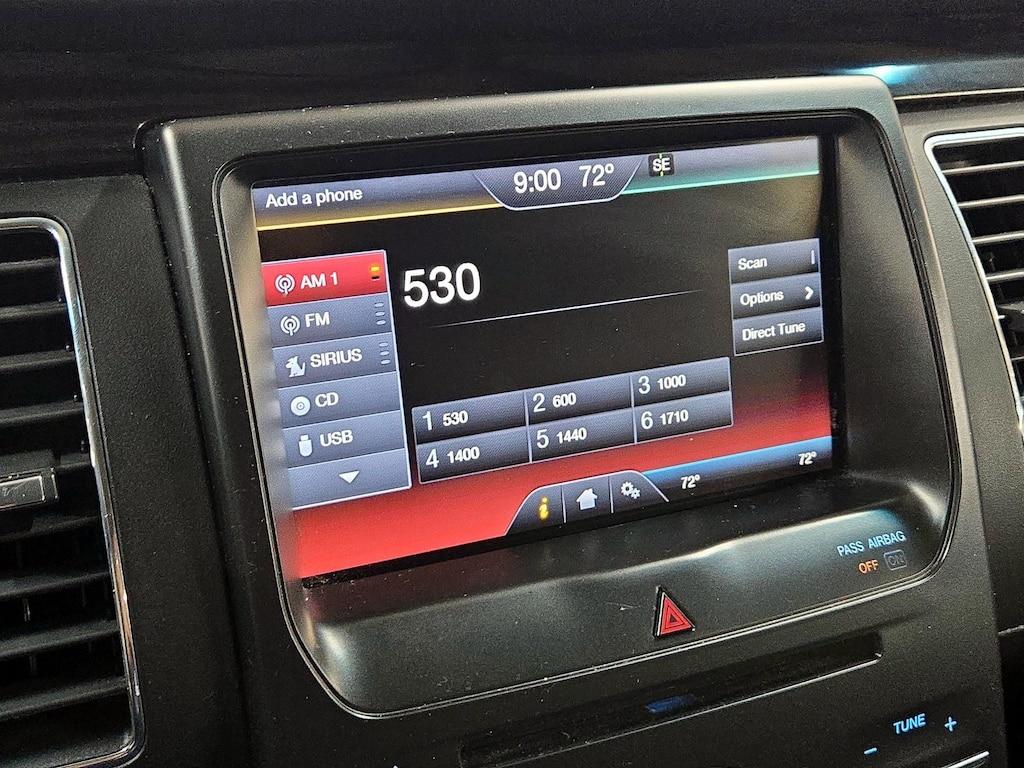 Add a phone
9:00 72°
SE
AM 1
FM
SIRIUS
CD
USB
530
Scan
Options
Direct Tune
1 530
2 600
3 1000
4 1400
5 1440
6 1710
i
72°
72°
PASS AIRBAG
OFF ON
- TUNE +